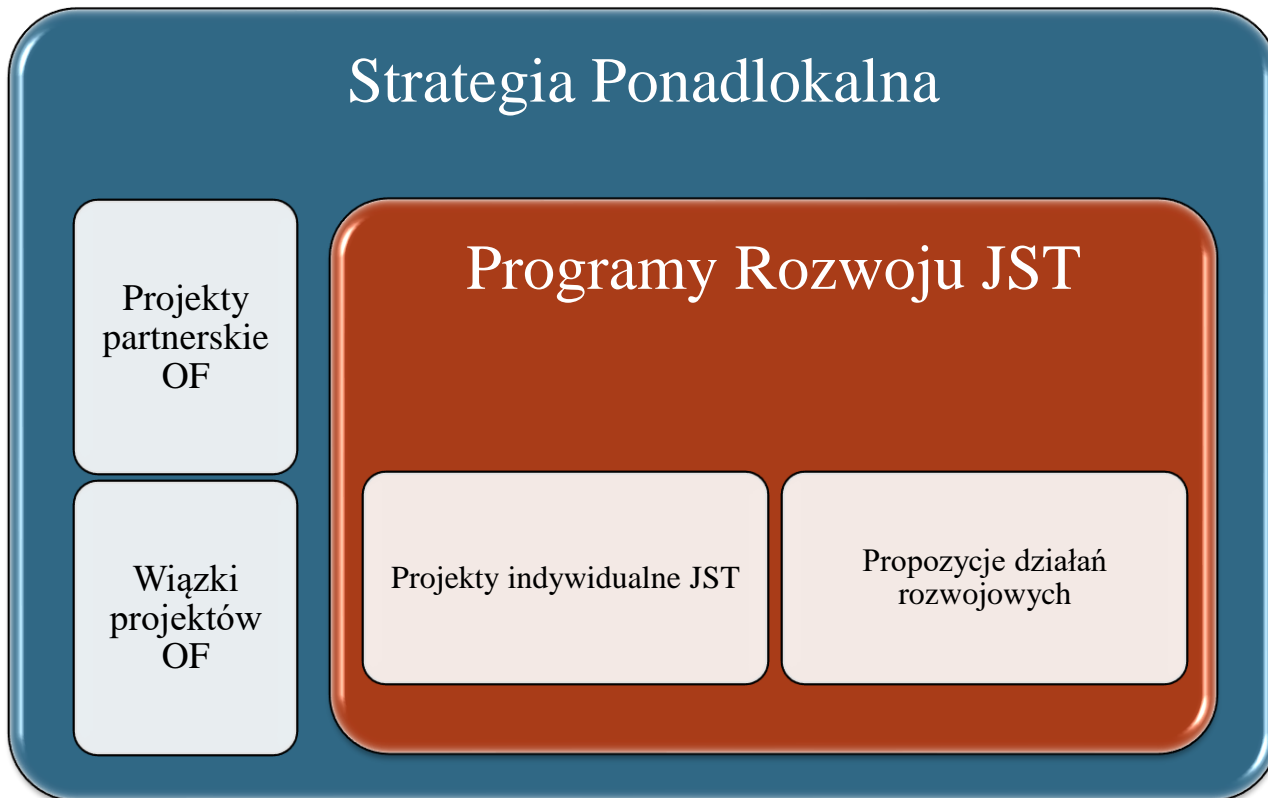 Strategia Ponadlokalna
Projekty
partnerskie
OF
Wiązki
projektów
OF
Programy Rozwoju JST
Projekty indywidualne JST
Propozycje działań
rozwojowych